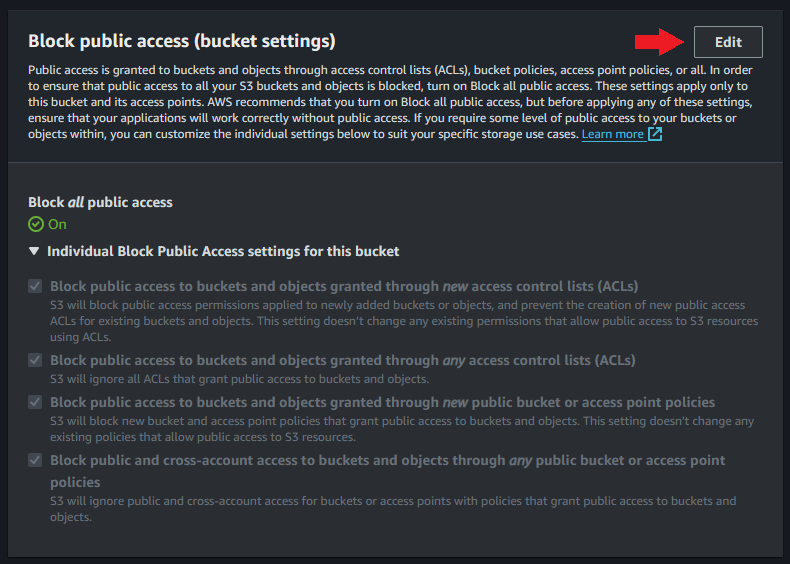 Block public access (bucket settings)
Edit
Public access is granted to buckets and objects through access control lists (ACLs), bucket policies, access point policies, or all. In order
to ensure that public access to all your S3 buckets and objects is blocked, turn on Block all public access. These settings apply only to
this bucket and its access points. AWS recommends that you turn on Block all public access, but before applying any of these settings,
ensure that your applications will work correctly without public access. If you require some level of public access to your buckets or
objects within, you can customize the individual settings below to suit your specific storage use cases. Learn more
Block all public access
On
Individual Block Public Access settings for this bucket
Block public access to buckets and objects granted through new access control lists (ACLs)
S3 will block public access permissions applied to newly added buckets or objects, and prevent the creation of new public access
ACLs for existing buckets and objects. This setting doesn't change any existing permissions that allow public access to S3 resources
using ACLs.
Block public access to buckets and objects granted through any access control lists (ACLs)
S3 will ignore all ACLs that grant public access to buckets and objects.
Block public access to buckets and objects granted through new public bucket or access point policies
S3 will block new bucket and access point policies that grant public access to buckets and objects. This setting doesn't change any
existing policies that allow public access to S3 resources.
Block public and cross-account access to buckets and objects through any public bucket or access point
policies
S3 will ignore public and cross-account access for buckets or access points with policies that grant public access to buckets and
objects.